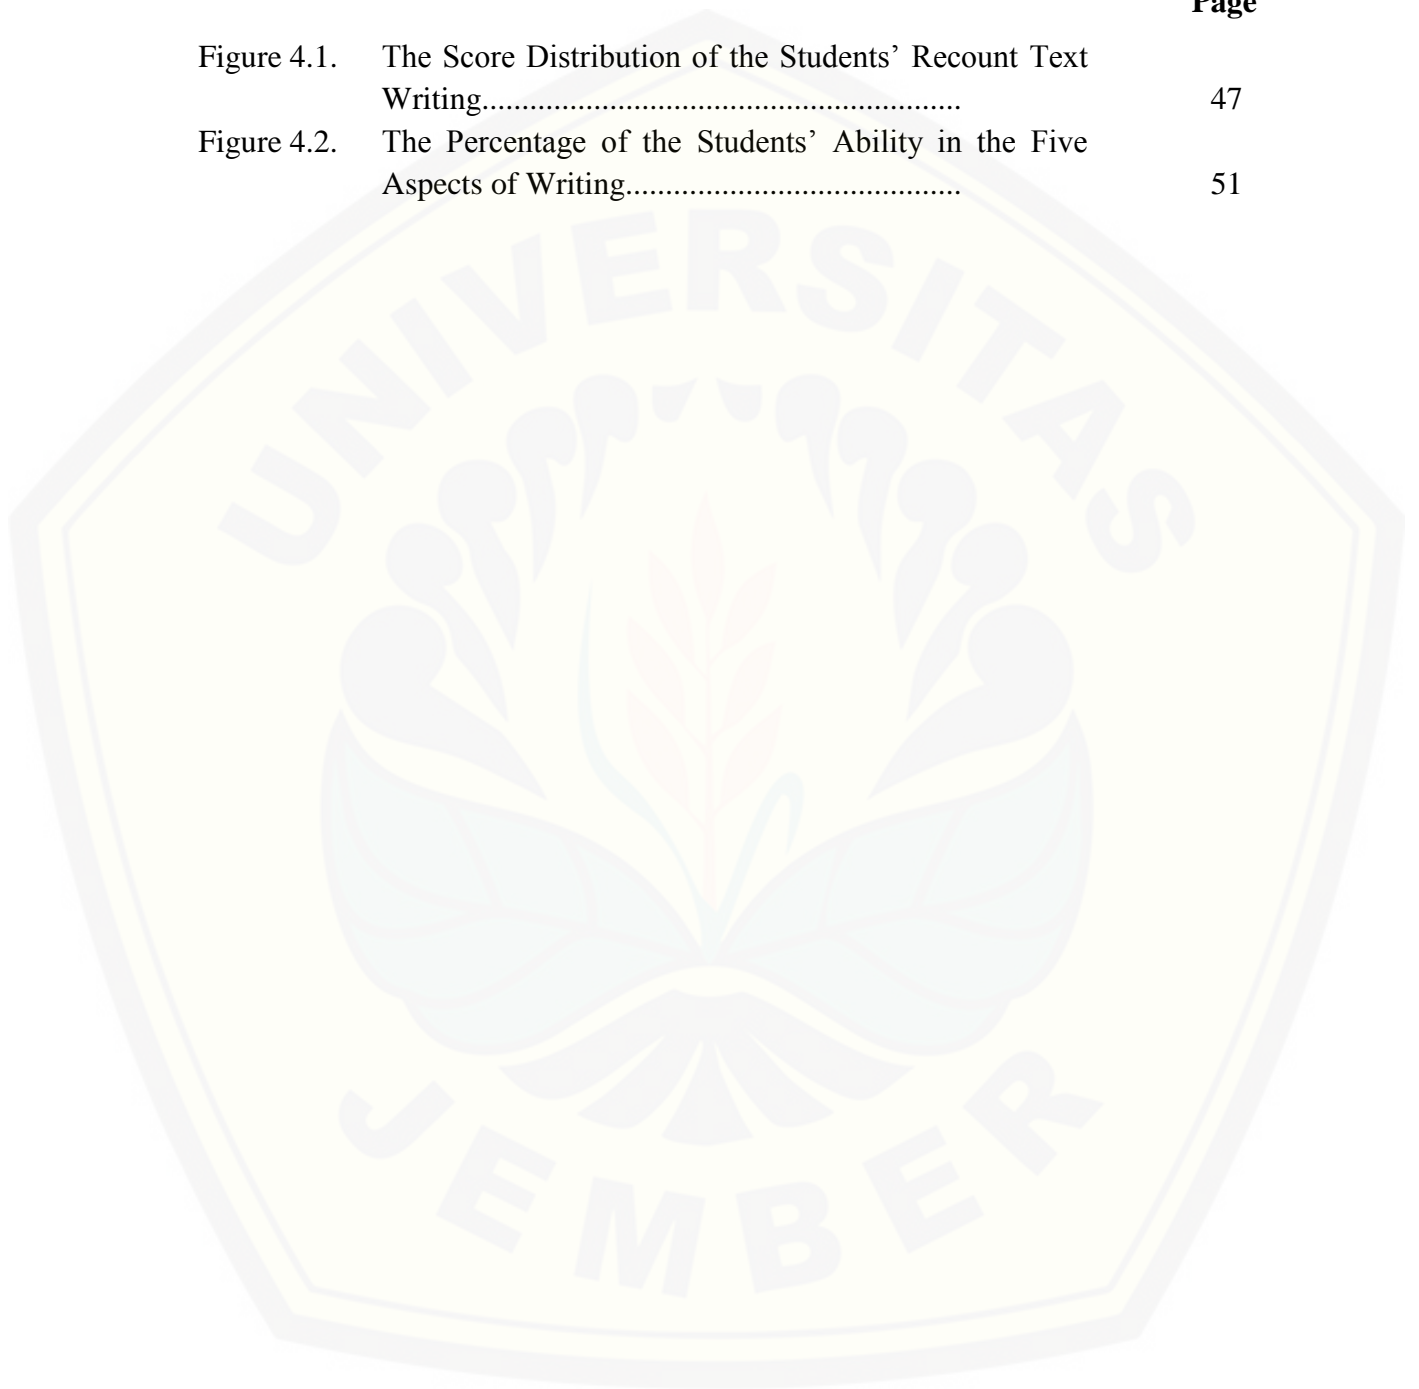 Page
Figure 4.1. The Score Distribution of the Students’ Recount Text
Writing............................................................ 47
Figure 4.2. The Percentage of the Students’ Ability in the Five
Aspects of Writing.......................................... 51
UNIVERSITAS
JEMBER